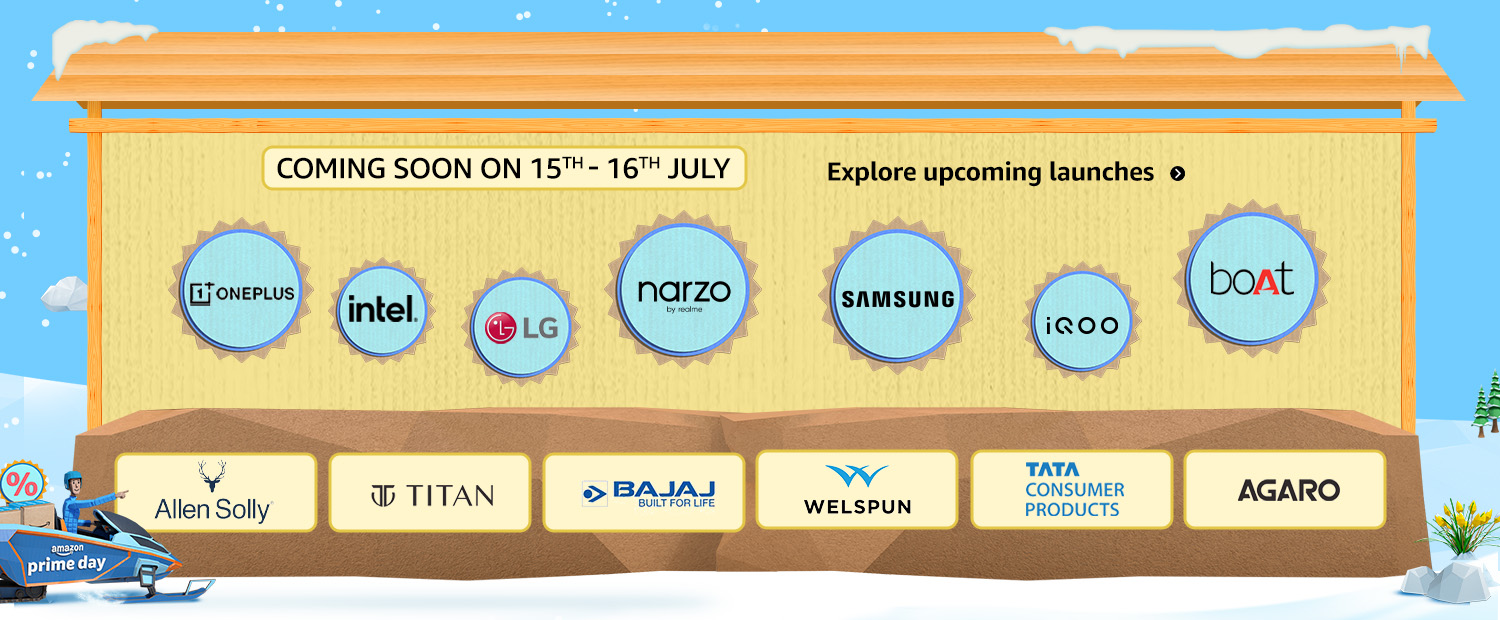 COMING SOON ON 15TH - 16TH JULY
Explore upcoming launches
1+ ONEPLUS
intel.
LG
narzo
by realme
SAMSUNG
iQOO
boAt
Allen Solly
TITAN
BAJAJ
BUILT FOR LIFE
WELSPUN
TATA
CONSUMER
PRODUCTS
AGARO
%
amazon
prime day